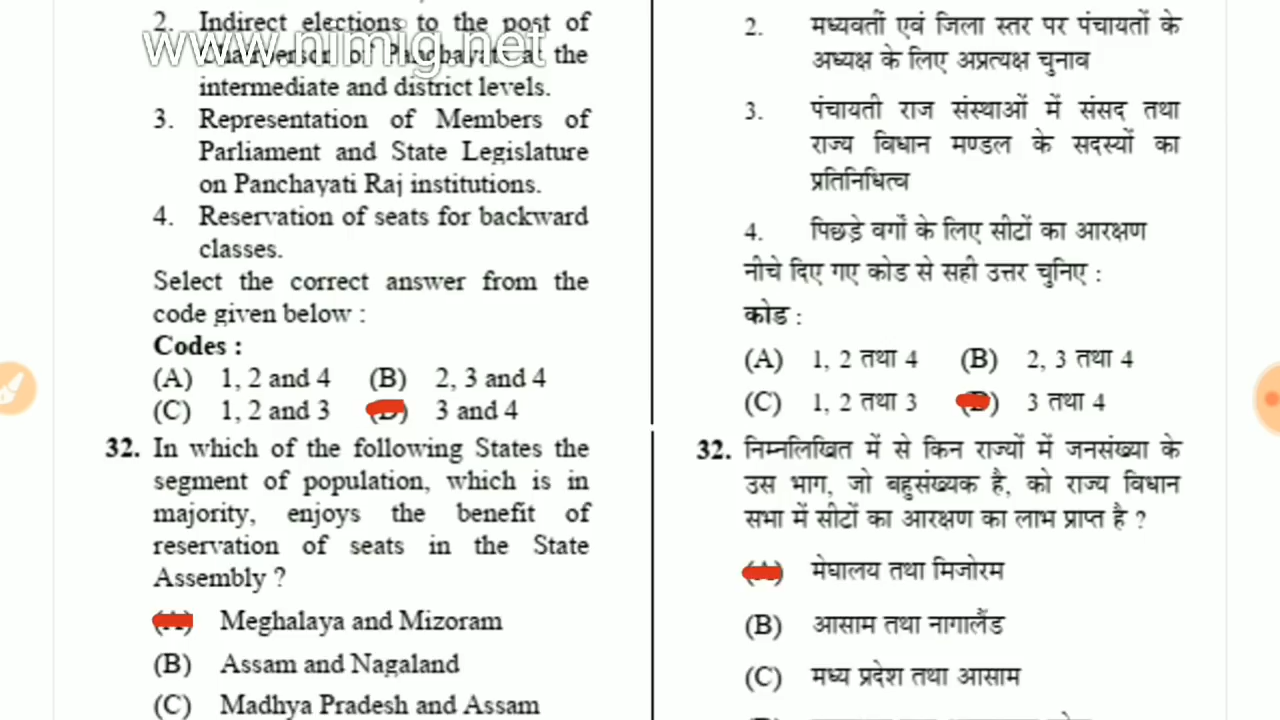 www.nimig.net
2. Indirect elections to the post of
Chairperson of Panchayats at the
intermediate and district levels.
3. Representation of Members of
Parliament and State Legislature
on Panchayati Raj institutions.
4. Reservation of seats for backward
classes.
Select the correct answer from the
code given below :
Codes :
(A) 1, 2 and 4 (B) 2, 3 and 4
(C) 1, 2 and 3 (D) 3 and 4
32. In which of the following States the
segment of population, which is in
majority, enjoys the benefit of
reservation of seats in the State
Assembly ?
(A) Meghalaya and Mizoram
(B) Assam and Nagaland
(C) Madhya Pradesh and Assam
2. मध्यवर्ती एवं जिला स्तर पर पंचायतों के
अध्यक्ष के लिए अप्रत्यक्ष चुनाव
3. पंचायती राज संस्थाओं में संसद तथा
राज्य विधान मण्डल के सदस्यों का
प्रतिनिधित्व
4. पिछड़े वर्गों के लिए सीटों का आरक्षण
नीचे दिए गए कोड से सही उत्तर चुनिए :
कोड :
(A) 1, 2 तथा 4 (B) 2, 3 तथा 4
(C) 1, 2 तथा 3 (D) 3 तथा 4
32. निम्नलिखित में से किन राज्यों में जनसंख्या के
उस भाग, जो बहुसंख्यक है, को राज्य विधान
सभा में सीटों का आरक्षण का लाभ प्राप्त है ?
(A) मेघालय तथा मिजोरम
(B) आसाम तथा नागालैंड
(C) मध्य प्रदेश तथा आसाम